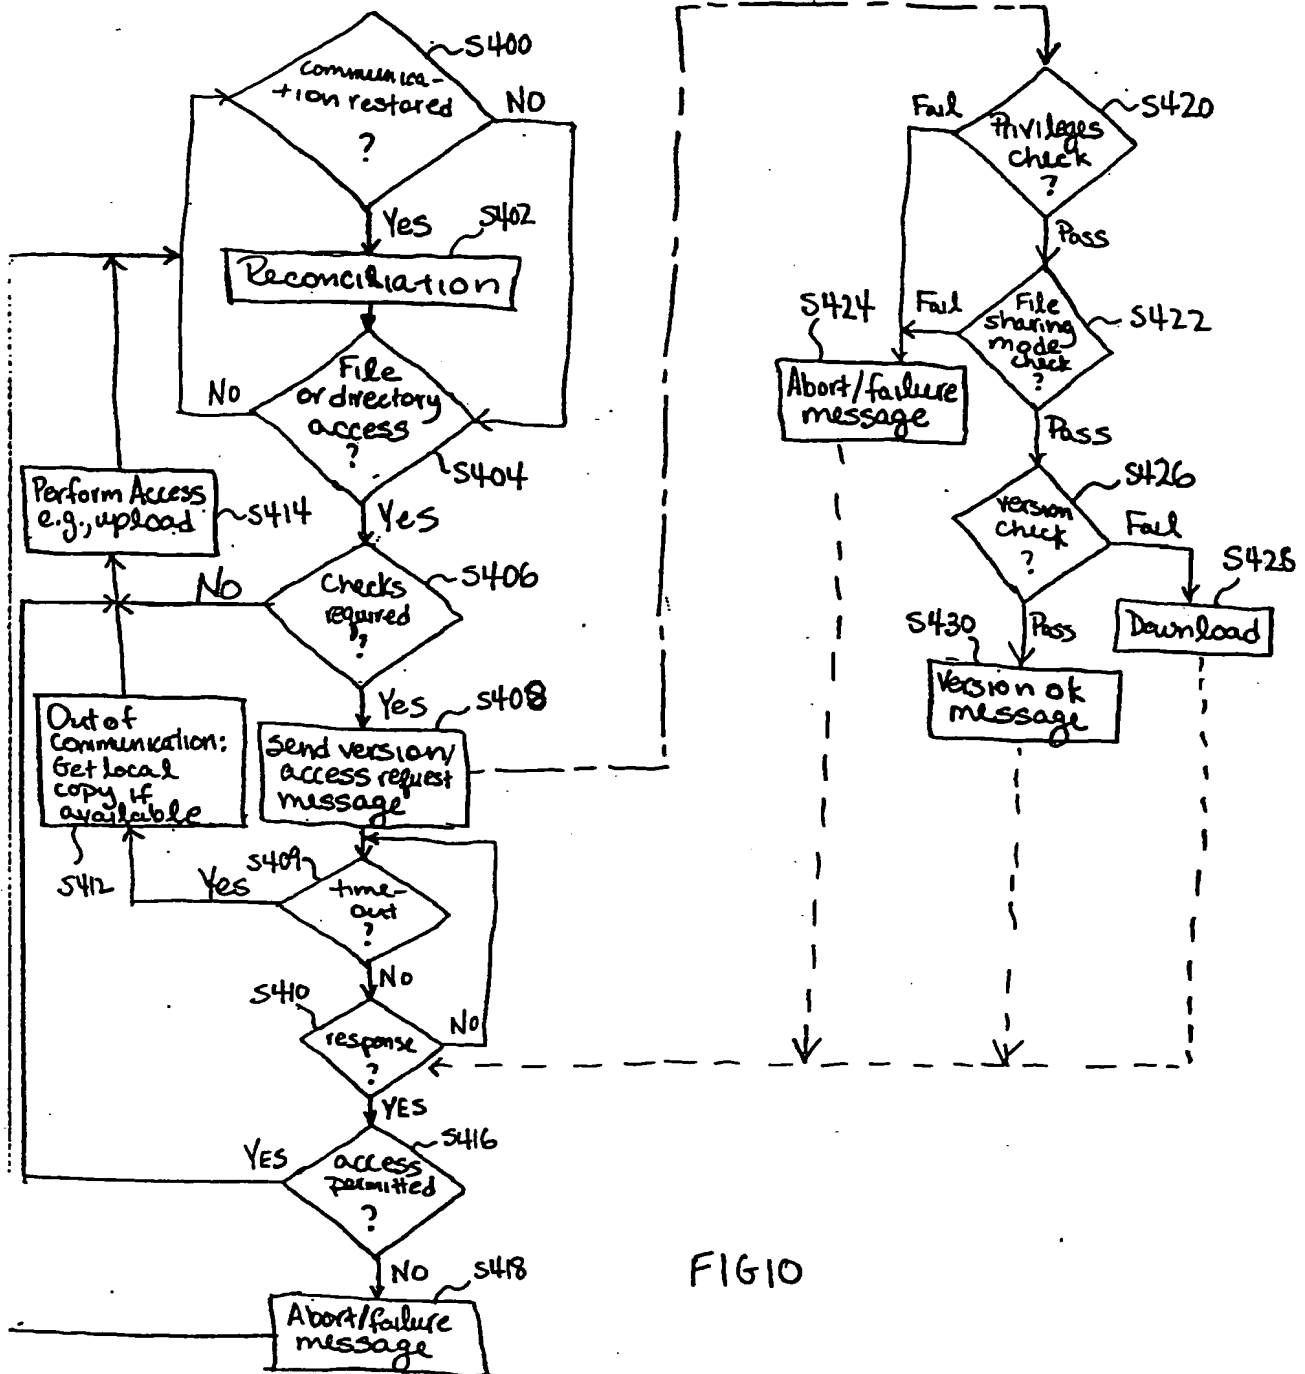 S400
Communica-
tion restored
?
NO
Yes
S402
Reconciliation
File
or directory
access
?
No
S404
Yes
Perform Access
e.g., upload
S414
Checks
required
?
S406
No
Yes
S408
Send version/
access request
message
Out of
Communication:
Get local
copy if
available
S412
S409
time-
out
?
Yes
NO
S410
response
?
NO
YES
S416
access
permitted
?
YES
NO
S418
Abort/failure
message
S420
Privileges
check
?
Fail
Pass
S422
File
sharing
mode
check
?
Fail
Pass
S424
Abort/failure
message
S426
version
check
?
Fail
Pass
S428
Download
S430
Version ok
message
FIG10